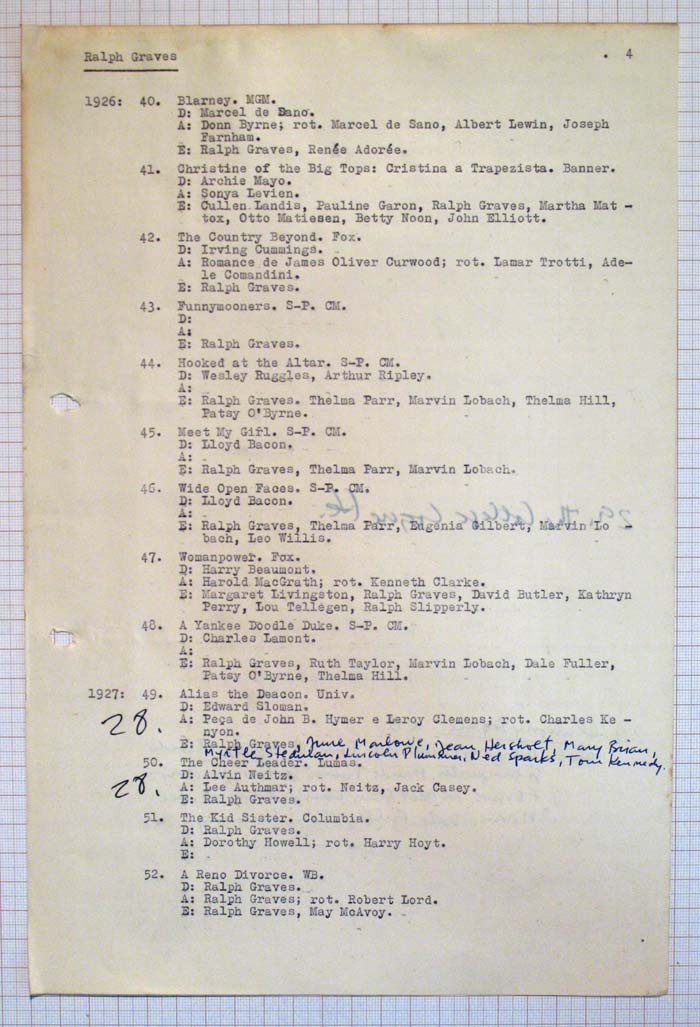 Ralph Graves . 4
1926: 40. Blarney. MGM.
D: Marcel de Sano.
A: Donn Byrne; rot. Marcel de Sano, Albert Lewin, Joseph
Farnham.
E: Ralph Graves, Renée Adorée.
41. Christine of the Big Tops: Cristina a Trapezista. Banner.
D: Archie Mayo.
A: Sonya Levien.
E: Cullen Landis, Pauline Garon, Ralph Graves, Martha Mat -
tox, Otto Matiesen, Betty Noon, John Elliott.
42. The Country Beyond. Fox.
D: Irving Cummings.
A: Romance de James Oliver Curwood; rot. Lamar Trotti, Ade-
le Comandini.
E: Ralph Graves.
43. Funnymooners. S-P. CM.
D:
A:
E: Ralph Graves.
44. Hooked at the Altar. S-P. CM.
D: Wesley Ruggles, Arthur Ripley.
A:
E: Ralph Graves. Thelma Parr, Marvin Lobach, Thelma Hill,
Patsy O'Byrne.
45. Meet My Girl. S-P. CM.
D: Lloyd Bacon.
A:
E: Ralph Graves, Thelma Parr, Marvin Lobach.
46. Wide Open Faces. S-P. CM.
D: Lloyd Bacon.
A:
E: Ralph Graves, Thelma Parr, Eugenia Gilbert, Marvin Lo -
bach, Leo Willis.
47. Womanpower. Fox.
D: Harry Beaumont.
A: Harold MacGrath; rot. Kenneth Clarke.
E: Margaret Livingston, Ralph Graves, David Butler, Kathryn
Perry, Lou Tellegen, Ralph Slipperly.
48. A Yankee Doodle Duke. S-P. CM.
D: Charles Lamont.
A:
E: Ralph Graves, Ruth Taylor, Marvin Lobach, Dale Fuller,
Patsy O'Byrne, Thelma Hill.
1927: 49. Alias the Deacon. Univ.
D: Edward Sloman.
28. A: Peça de John B. Hymer e Leroy Clemens; rot. Charles Ke -
nyon.
E: Ralph Graves, June Marlowe, Jean Hersholt, Mary Brian,
Myrtle Stedman, Lincoln Plummer, Ned Sparks, Tom Kennedy.
50. The Cheer Leader. Lumas.
D: Alvin Neitz.
28. A: Lee Authmar; rot. Neitz, Jack Casey.
E: Ralph Graves.
51. The Kid Sister. Columbia.
D: Ralph Graves.
A: Dorothy Howell; rot. Harry Hoyt.
E:
52. A Reno Divorce. WB.
D: Ralph Graves.
A: Ralph Graves; rot. Robert Lord.
E: Ralph Graves, May McAvoy.